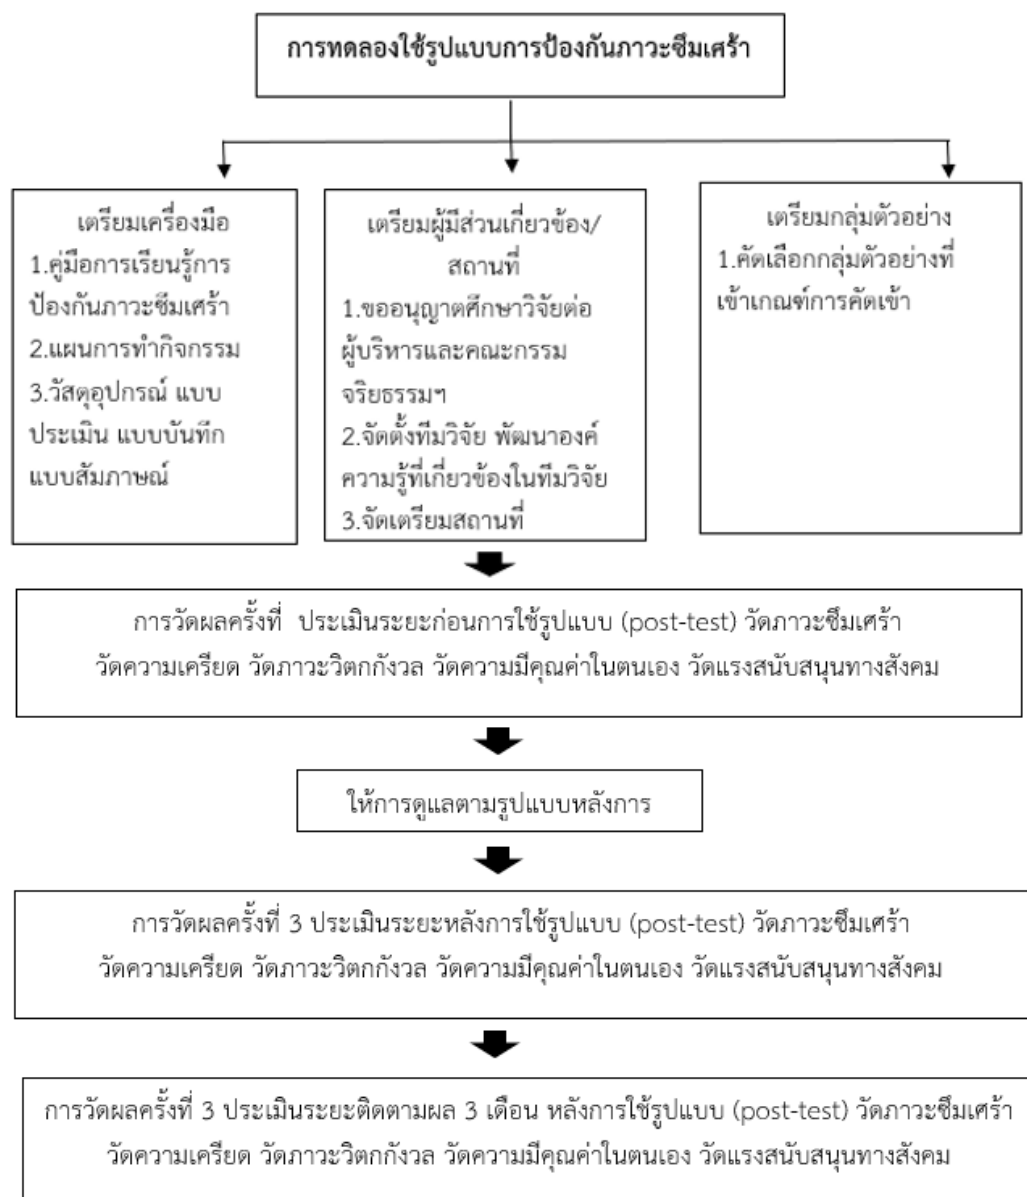 การทดลองใช้รูปแบบการป้องกันภาวะซึมเศร้า
เตรียมเครื่องมือ
1.คู่มือการเรียนรู้การ
ป้องกันภาวะซึมเศร้า
2.แผนการทำกิจกรรม
3.วัสดุอุปกรณ์ แบบ
ประเมิน แบบบันทึก
แบบสัมภาษณ์
เตรียมผู้มีส่วนเกี่ยวข้อง/
สถานที่
1.ขออนุญาตศึกษาวิจัยต่อ
ผู้บริหารและคณะกรรม
จริยธรรมฯ
2.จัดตั้งทีมวิจัย พัฒนาองค์
ความรู้ที่เกี่ยวข้องในทีมวิจัย
3.จัดเตรียมสถานที่
เตรียมกลุ่มตัวอย่าง
1.คัดเลือกกลุ่มตัวอย่างที่
เข้าเกณฑ์การคัดเข้า
การวัดผลครั้งที่ ประเมินระยะก่อนการใช้รูปแบบ (post-test) วัดภาวะซึมเศร้า
วัดความเครียด วัดภาวะวิตกกังวล วัดความมีคุณค่าในตนเอง วัดแรงสนับสนุนทางสังคม
ให้การดูแลตามรูปแบบหลังการ
การวัดผลครั้งที่ 3 ประเมินระยะหลังการใช้รูปแบบ (post-test) วัดภาวะซึมเศร้า
วัดความเครียด วัดภาวะวิตกกังวล วัดความมีคุณค่าในตนเอง วัดแรงสนับสนุนทางสังคม
การวัดผลครั้งที่ 3 ประเมินระยะติดตามผล 3 เดือน หลังการใช้รูปแบบ (post-test) วัดภาวะซึมเศร้า
วัดความเครียด วัดภาวะวิตกกังวล วัดความมีคุณค่าในตนเอง วัดแรงสนับสนุนทางสังคม